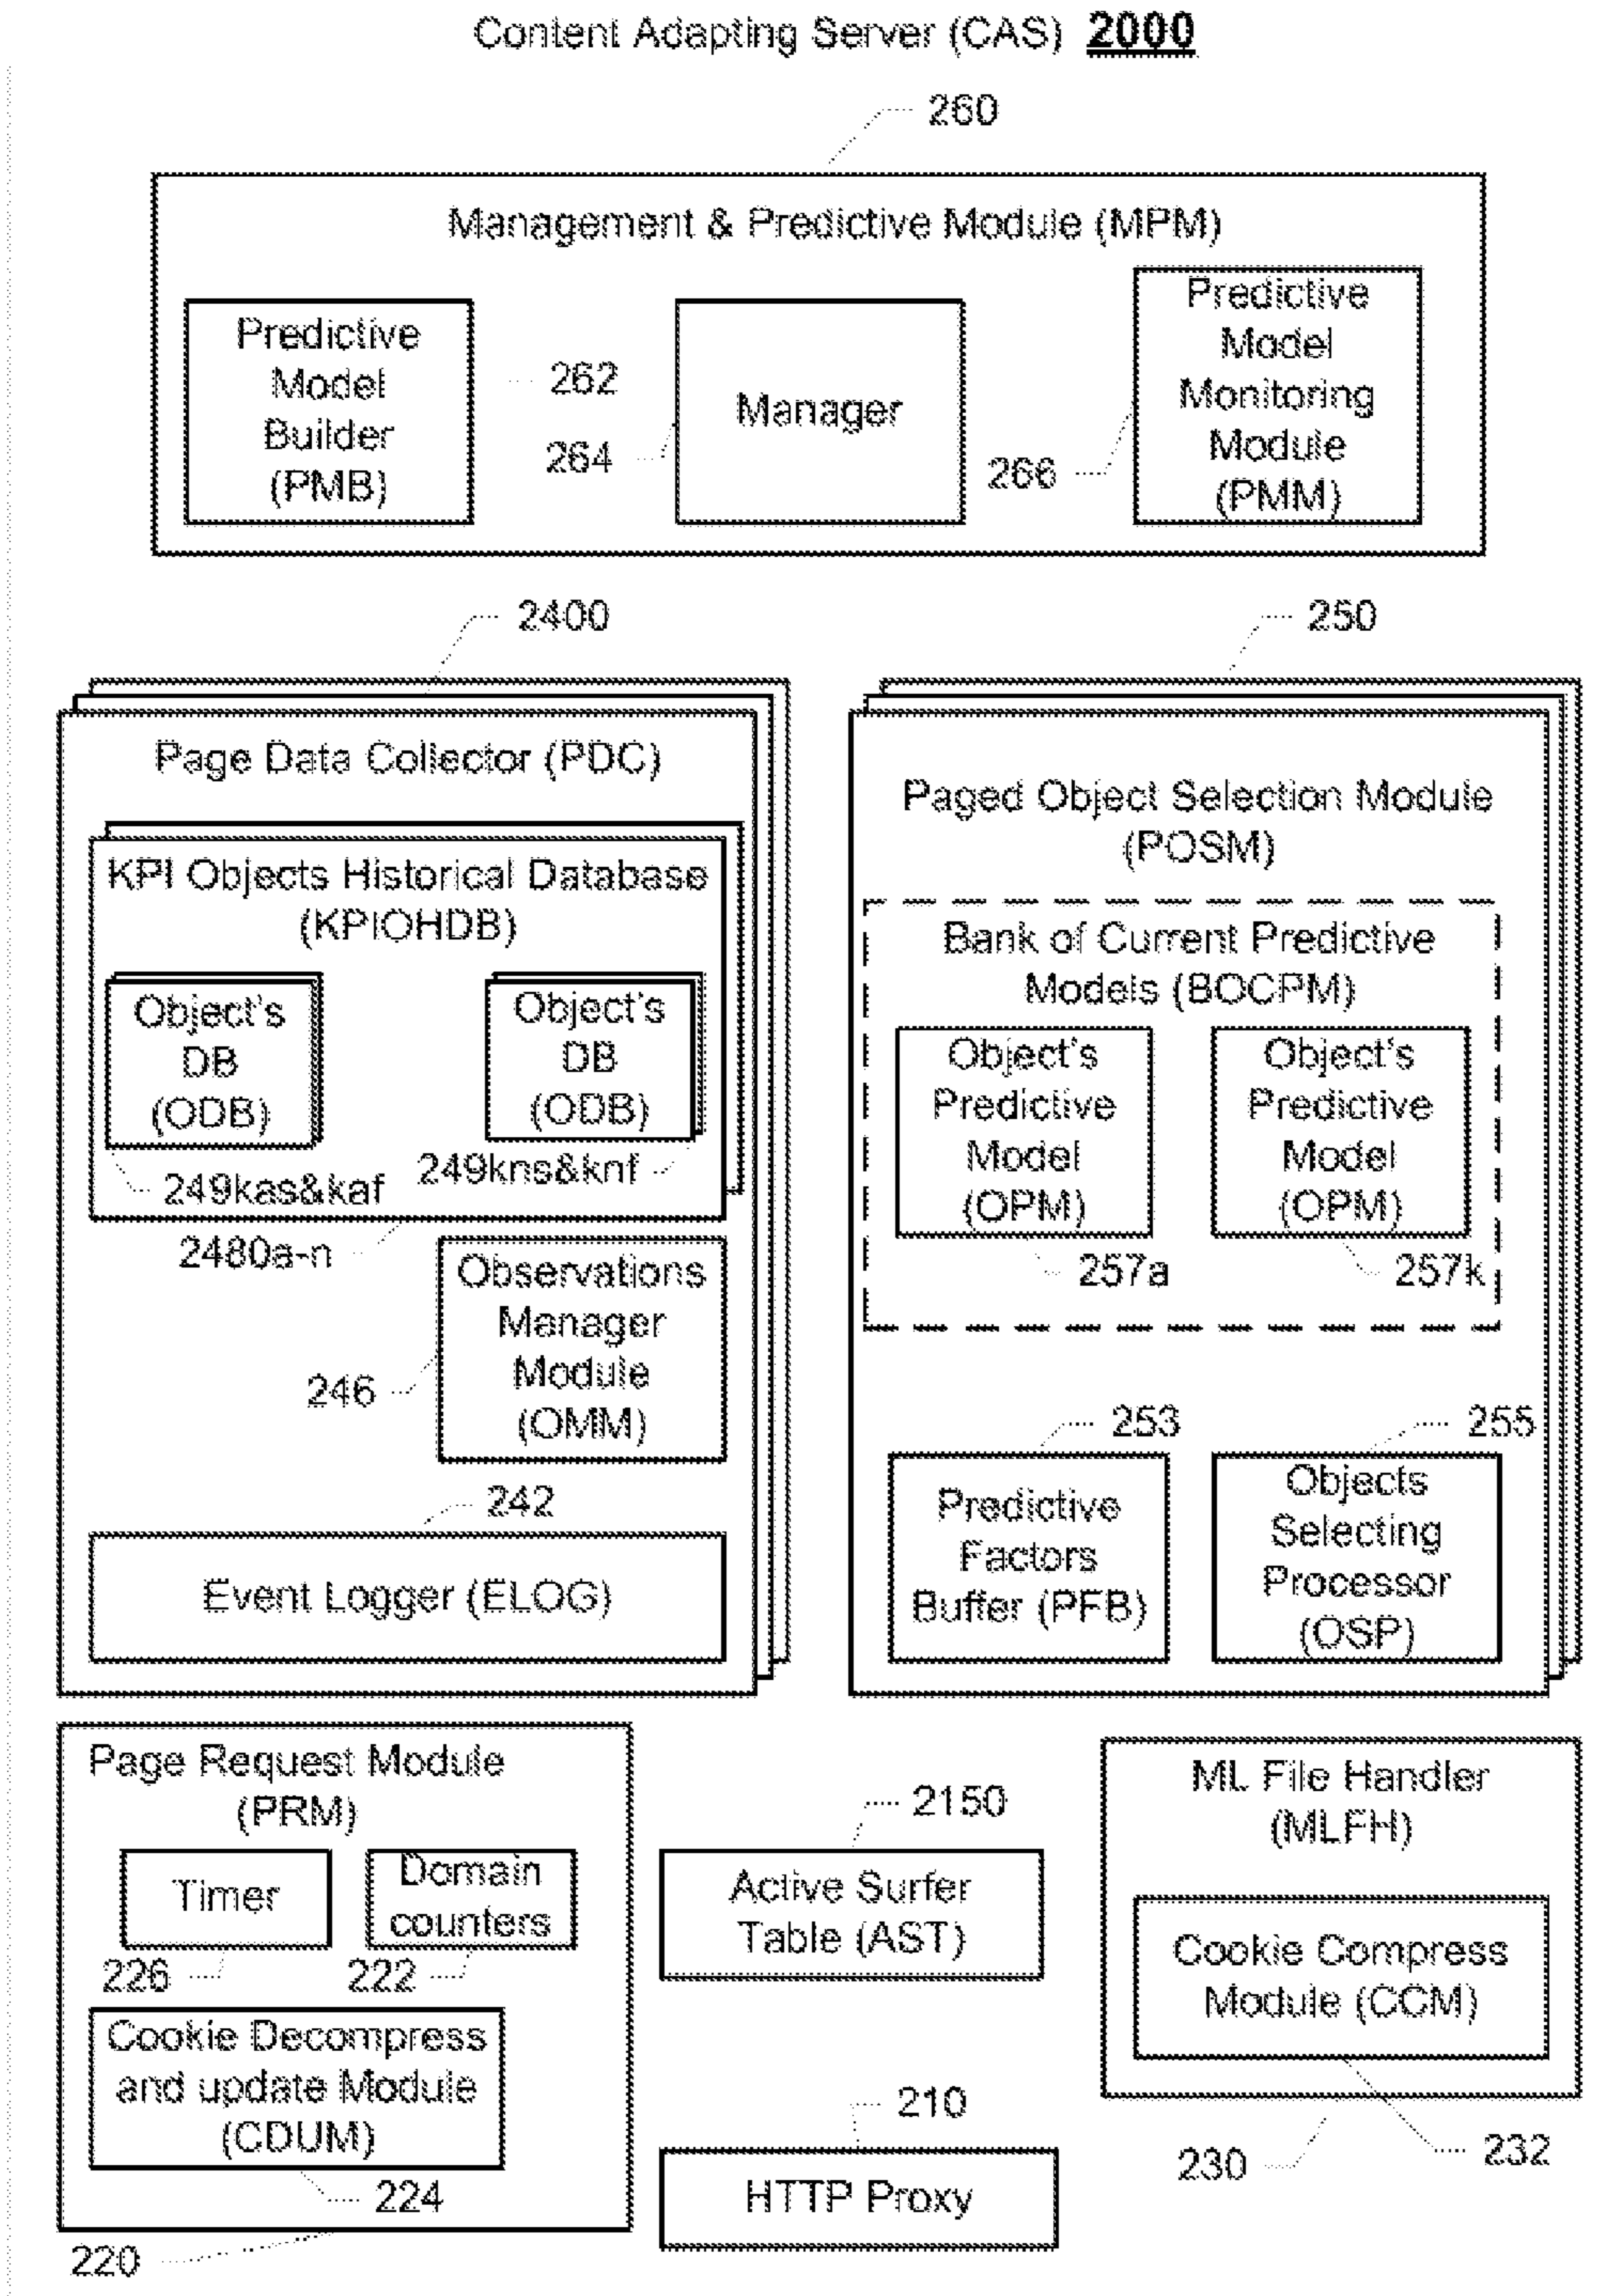 Content Adapting Server (CAS) 2000
260
Management & Predictive Module (MPM)
Predictive
Model
Builder
(PMB)
262
264
Manager
266
Predictive
Model
Monitoring
Module
(PMM)
2400
Page Data Collector (PDC)
KPI Objects Historical Database
(KPIOHDB)
Object's
DB
(ODB)
Object's
DB
(ODB)
249kas&kaf
249kns&knf
2480a-n
Observations
Manager
Module
(OMM)
246
242
Event Logger (ELOG)
250
Paged Object Selection Module
(POSM)
Bank of Current Predictive
Models (BOCPM)
Object's
Predictive
Model
(OPM)
Object's
Predictive
Model
(OPM)
257a
257k
253
255
Predictive
Factors
Buffer (PFB)
Objects
Selecting
Processor
(OSP)
Page Request Module
(PRM)
Timer
Domain
counters
226
222
Cookie Decompress
and update Module
(CDUM)
224
220
2150
Active Surfer
Table (AST)
210
HTTP Proxy
ML File Handler
(MLFH)
Cookie Compress
Module (CCM)
230
232